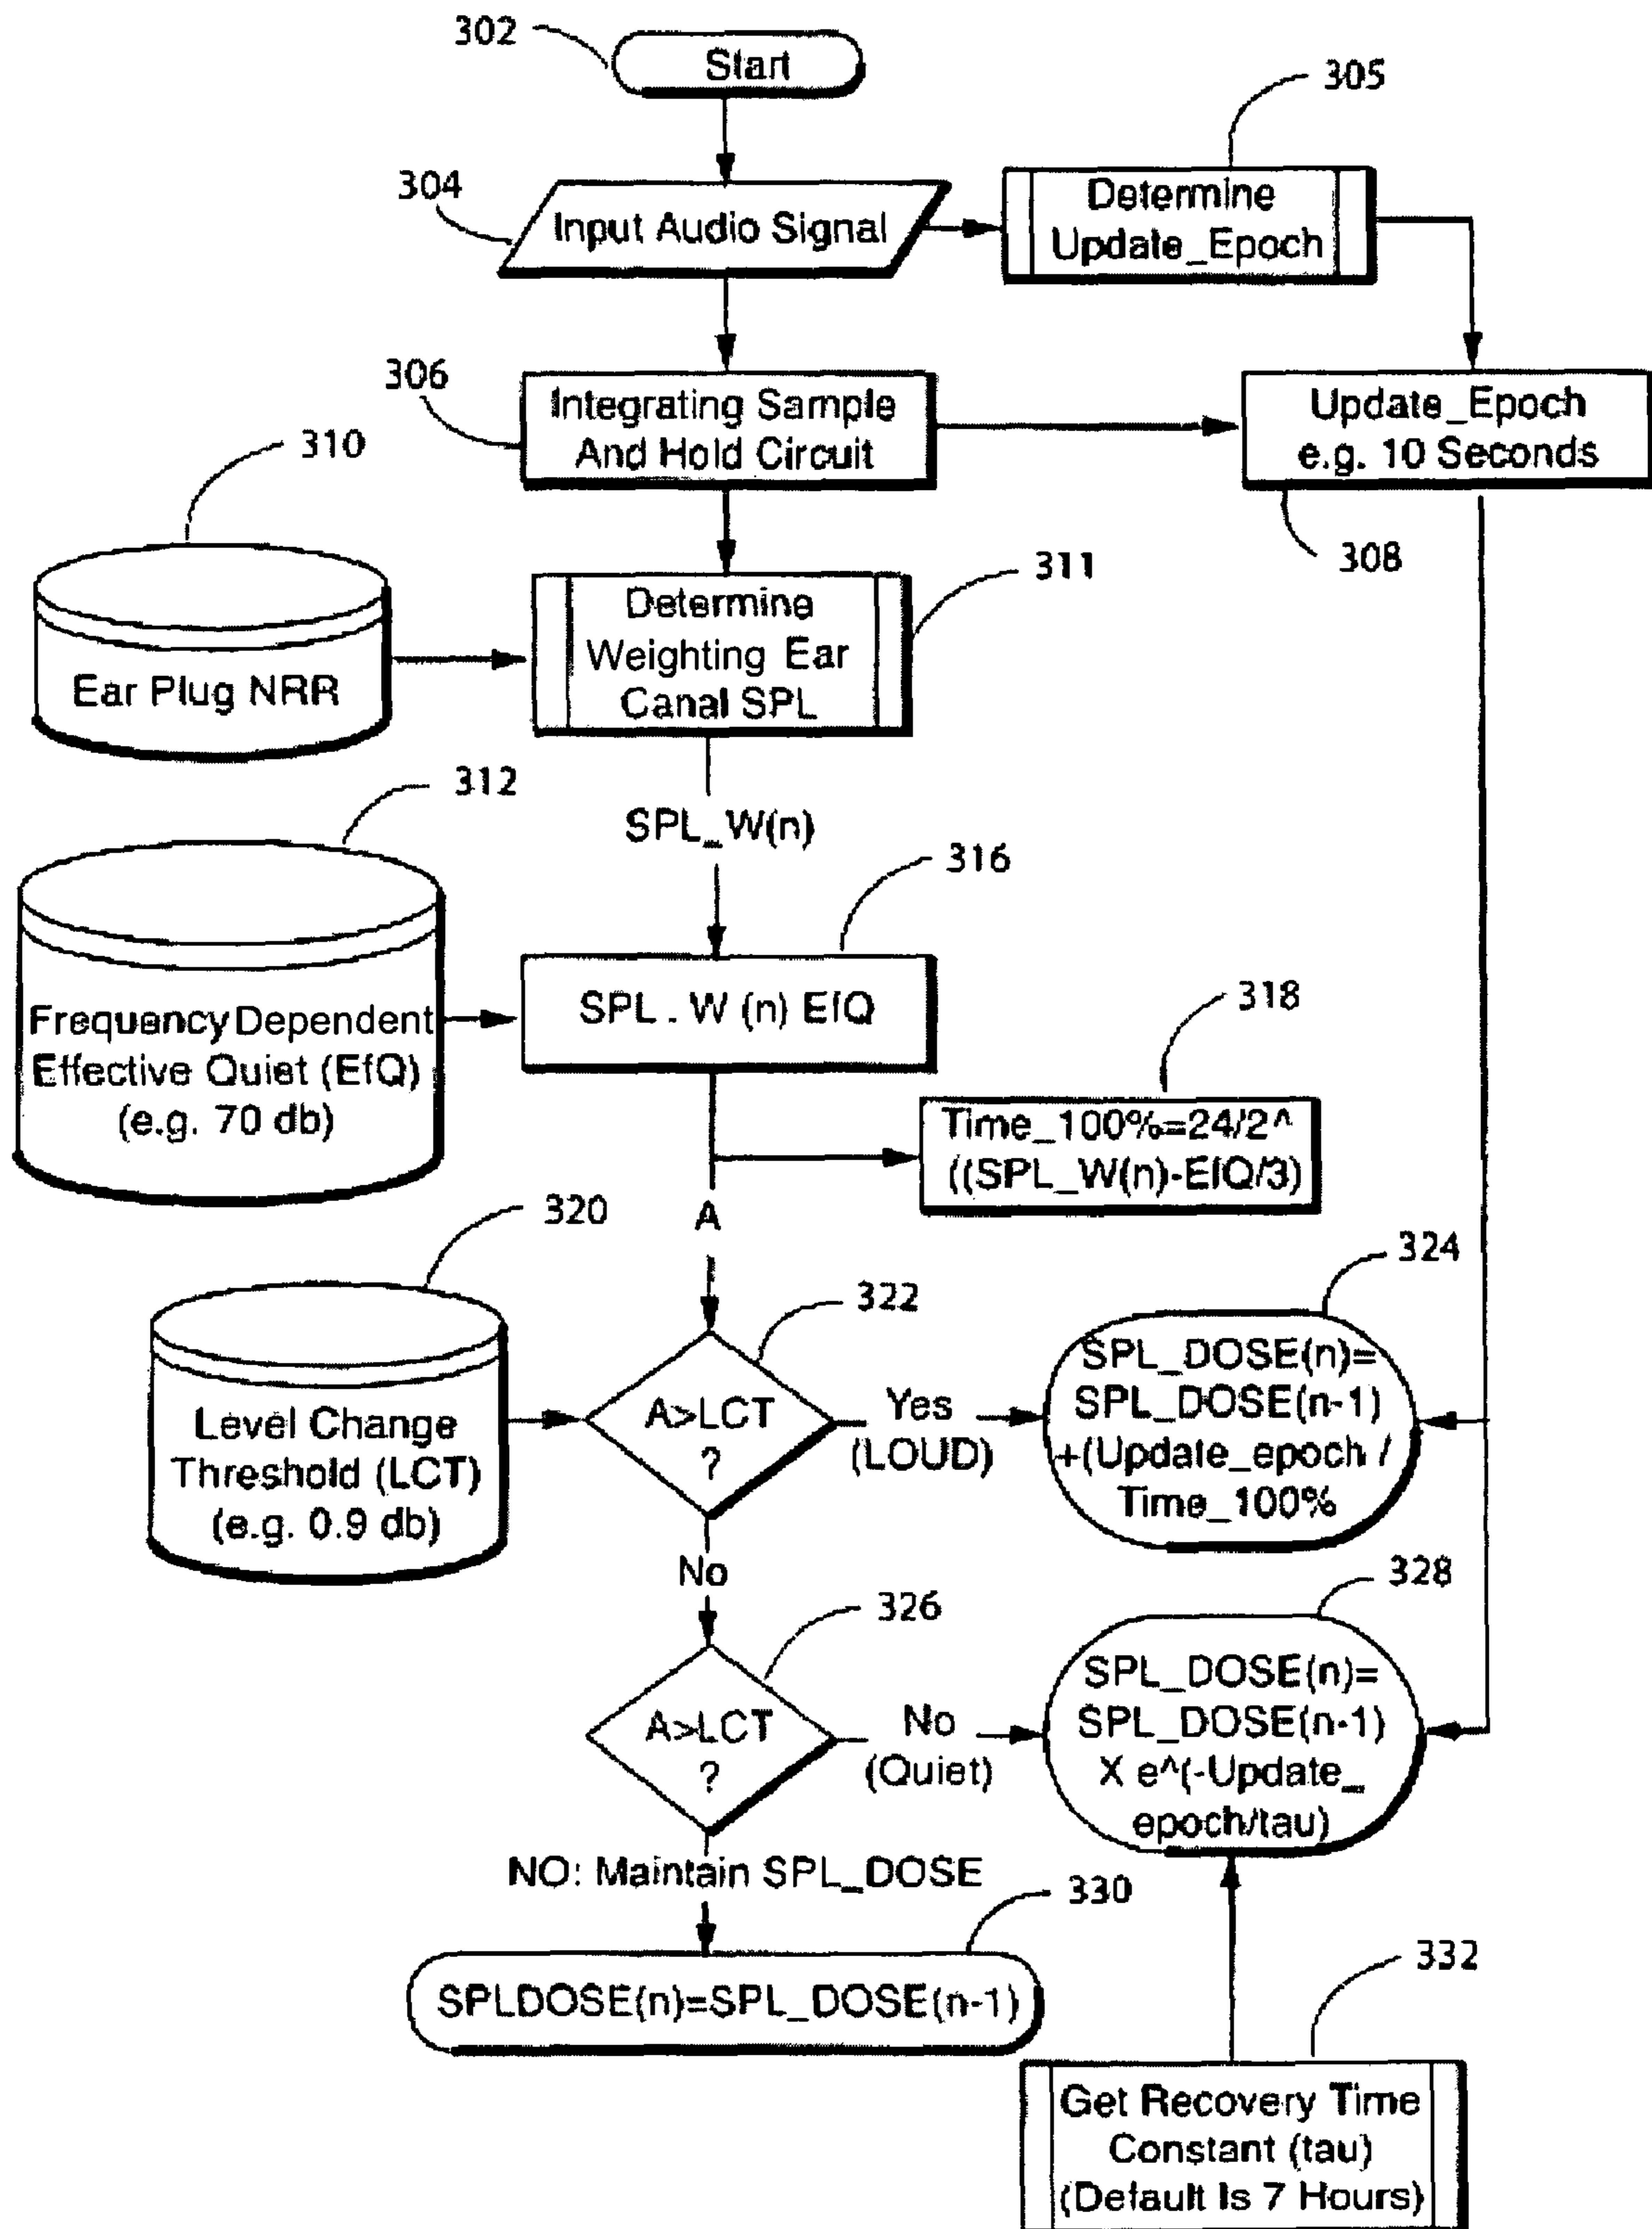 302
Start
305
304
Input Audio Signal
Determine
Update_Epoch
306
Integrating Sample
And Hold Circuit
Update_Epoch
e.g. 10 Seconds
308
310
Ear Plug NRR
311
Determine
Weighting Ear
Canal SPL
312
SPL_W(n)
316
Frequency Dependent
Effective Quiet (EfQ)
(e.g. 70 db)
SPL - W (n) EfQ
318
Time_100%=24/2^
((SPL_W(n)-EfQ/3)
A
320
Level Change
Threshold (LCT)
(e.g. 0.9 db)
322
A>LCT
?
Yes
(LOUD)
324
SPL_DOSE(n)=
SPL_DOSE(n-1)
+(Update_epoch /
Time_100%
No
326
A>LCT
?
No
(Quiet)
328
SPL_DOSE(n)=
SPL_DOSE(n-1)
X e^(-Update_
epoch/tau)
NO: Maintain SPL_DOSE
330
SPLDOSE(n)=SPL_DOSE(n-1)
332
Get Recovery Time
Constant (tau)
(Default Is 7 Hours)